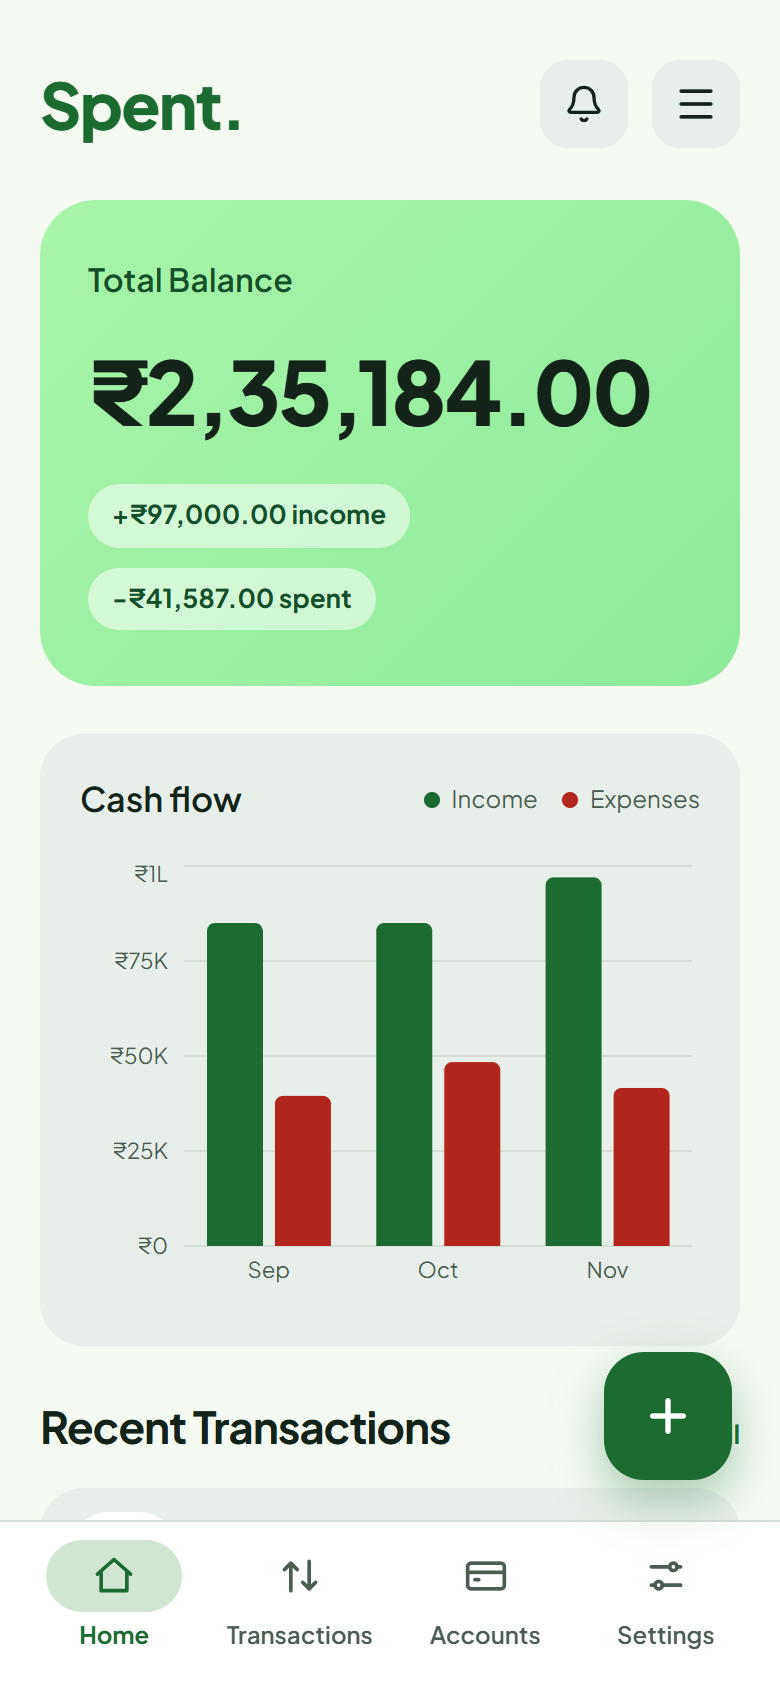 Spent.
Total Balance
₹2,35,184.00
+₹97,000.00 income
−₹41,587.00 spent
Cash flow
Income
Expenses
₹1L
₹75K
₹50K
₹25K
₹0
Sep
Oct
Nov
Recent Transactions
Home
Transactions
Accounts
Settings